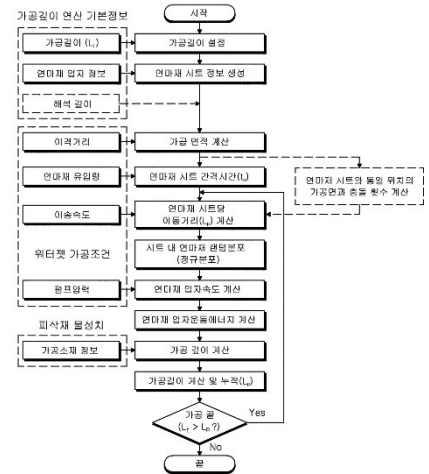 가공깊이 연산 기본정보
시작
가공길이 (Lₜ)
가공길이 설정
연마재 입자 정보
연마재 시트 정보 생성
해석 길이
이격거리
가공 면적 계산
연마재 유입량
연마재 시트 간격시간(tₛ)
연마재 시트와 동일 위치의
가공면과 충돌 횟수 계산
이송속도
연마재 시트당
이동거리(Lₚ) 계산
워터젯 가공조건
시트 내 연마재 랜덤분포
(정규분포)
펌프압력
연마재 입자속도 계산
연마재 입자운동에너지 계산
피삭재 물성치
가공소재 정보
가공 깊이 계산
가공길이 계산 및 누적(Lₚ)
가공 끝
(Lₜ > Lₚ ?)
Yes
No
끝